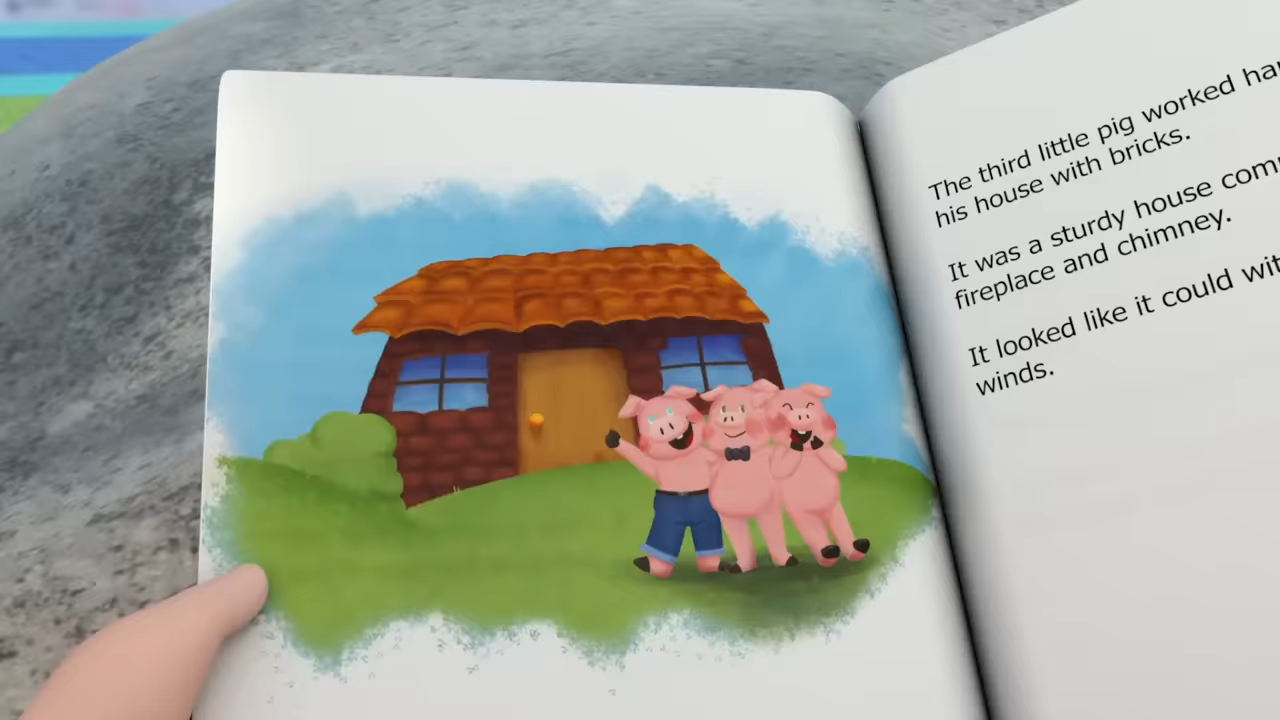 The third little pig worked
his house with bricks.
It was a sturdy house
fireplace and chimney.
It looked like it could
winds.